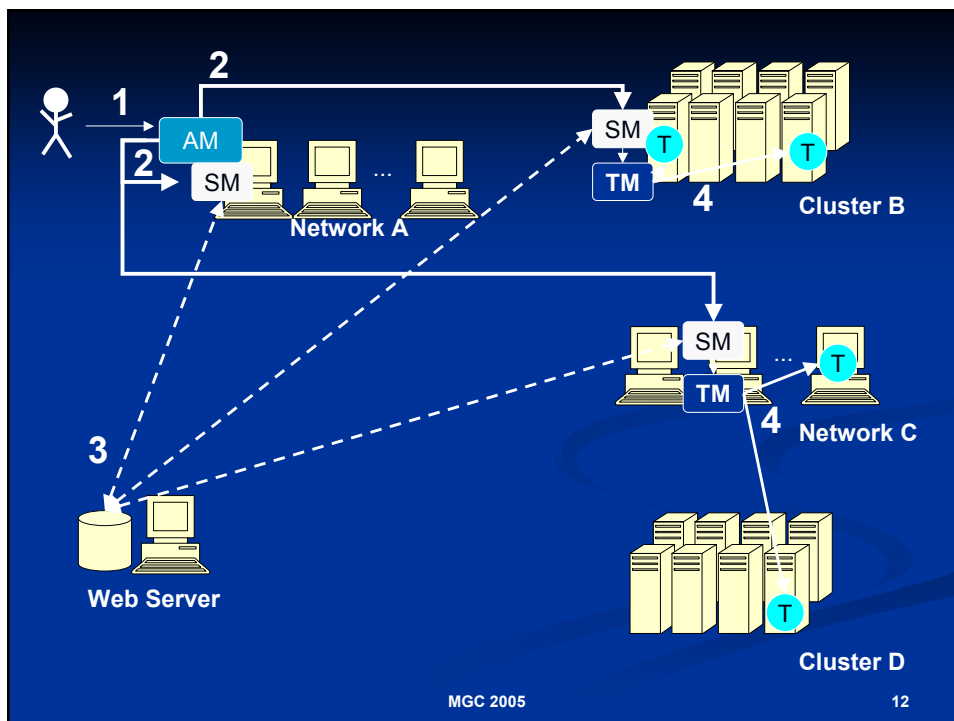 2
1
AM
SM
T
T
2
SM
...
TM
4
Network A
Cluster B
SM
...
T
TM
4
Network C
3
Web Server
T
Cluster D
MGC 2005
12